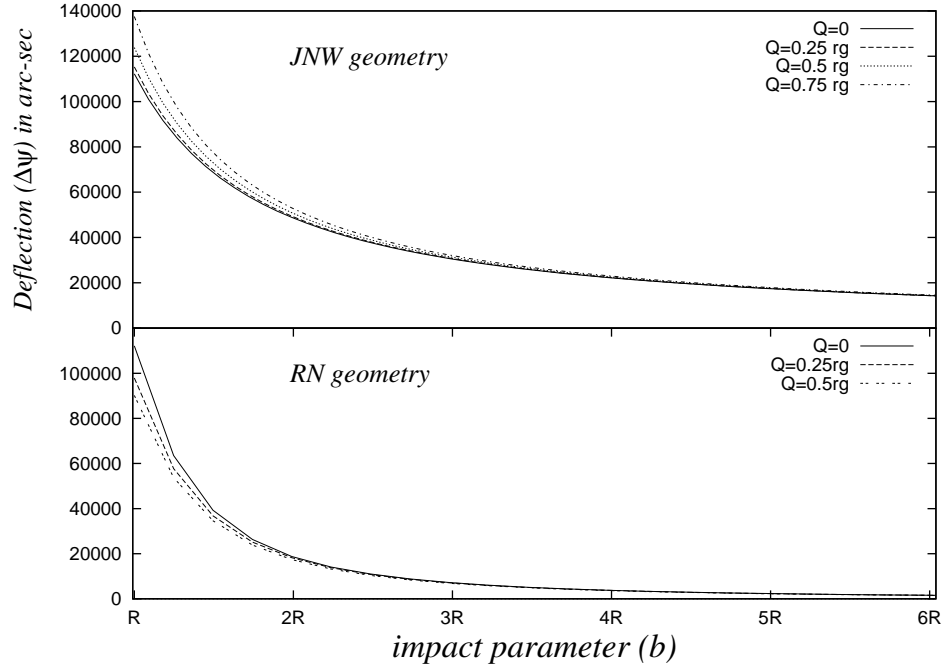 Deflection (Δψ) in arc-sec
140000
120000
100000
80000
60000
40000
20000
0
JNW geometry
Q=0
Q=0.25 rg
Q=0.5 rg
Q=0.75 rg
100000
80000
60000
40000
20000
0
RN geometry
Q=0
Q=0.25rg
Q=0.5rg
R 2R 3R 4R 5R 6R
impact parameter (b)